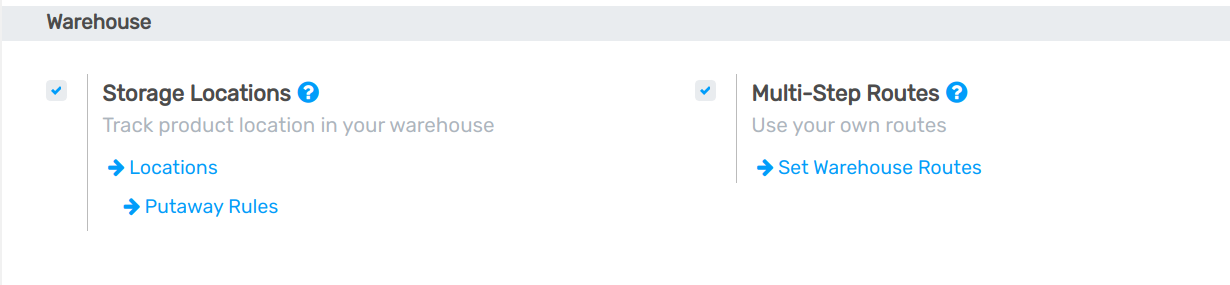 Warehouse
Storage Locations
Track product location in your warehouse
Locations
Putaway Rules
Multi-Step Routes
Use your own routes
Set Warehouse Routes